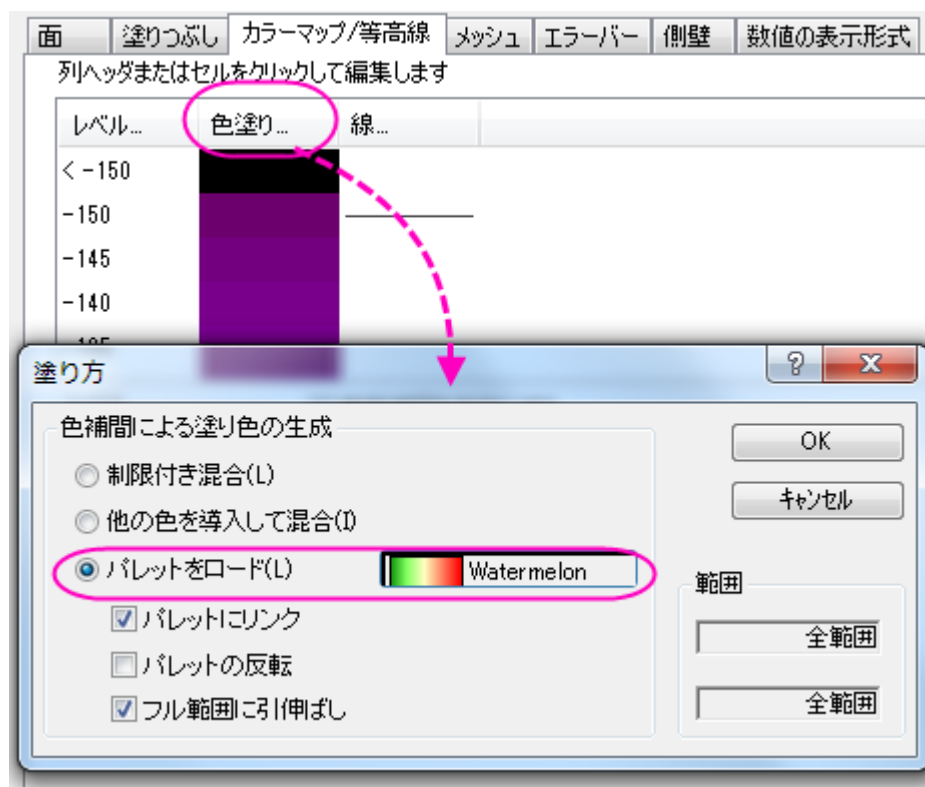 面 塗りつぶし カラーマップ/等高線 メッシュ エラーバー 側壁 数値の表示形式
列ヘッダまたはセルをクリックして編集します
レベル... 色塗り... 線...
< -150
-150
-145
-140
塗り方
?
X
色補間による塗り色の生成
OK
制限付き混合(L)
キャンセル
他の色を導入して混合(I)
パレットをロード(L) Watermelon
範囲
パレットにリンク
全範囲
パレットの反転
フル範囲に引伸ばし
全範囲